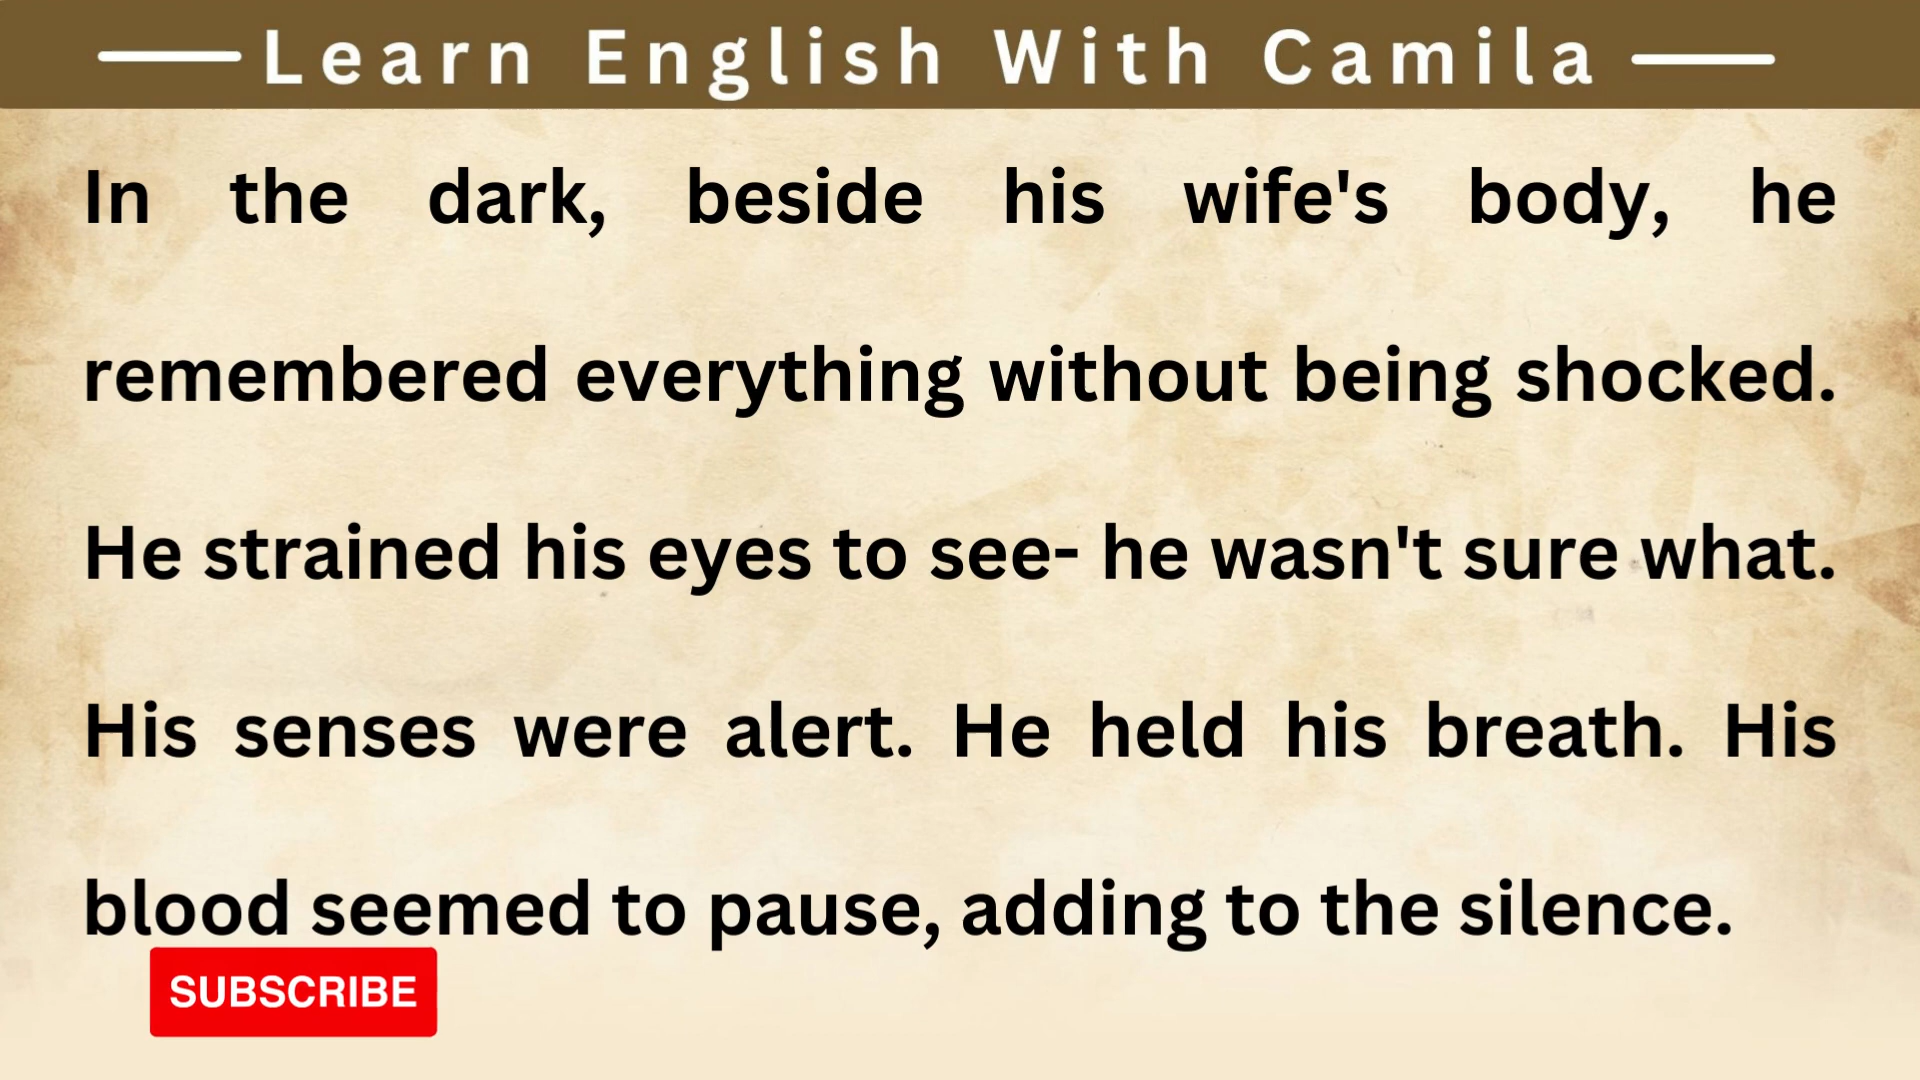 Learn English With Camila
In the dark, beside his wife's body, he
remembered everything without being shocked.
He strained his eyes to see- he wasn't sure what.
His senses were alert. He held his breath. His
blood seemed to pause, adding to the silence.
SUBSCRIBE